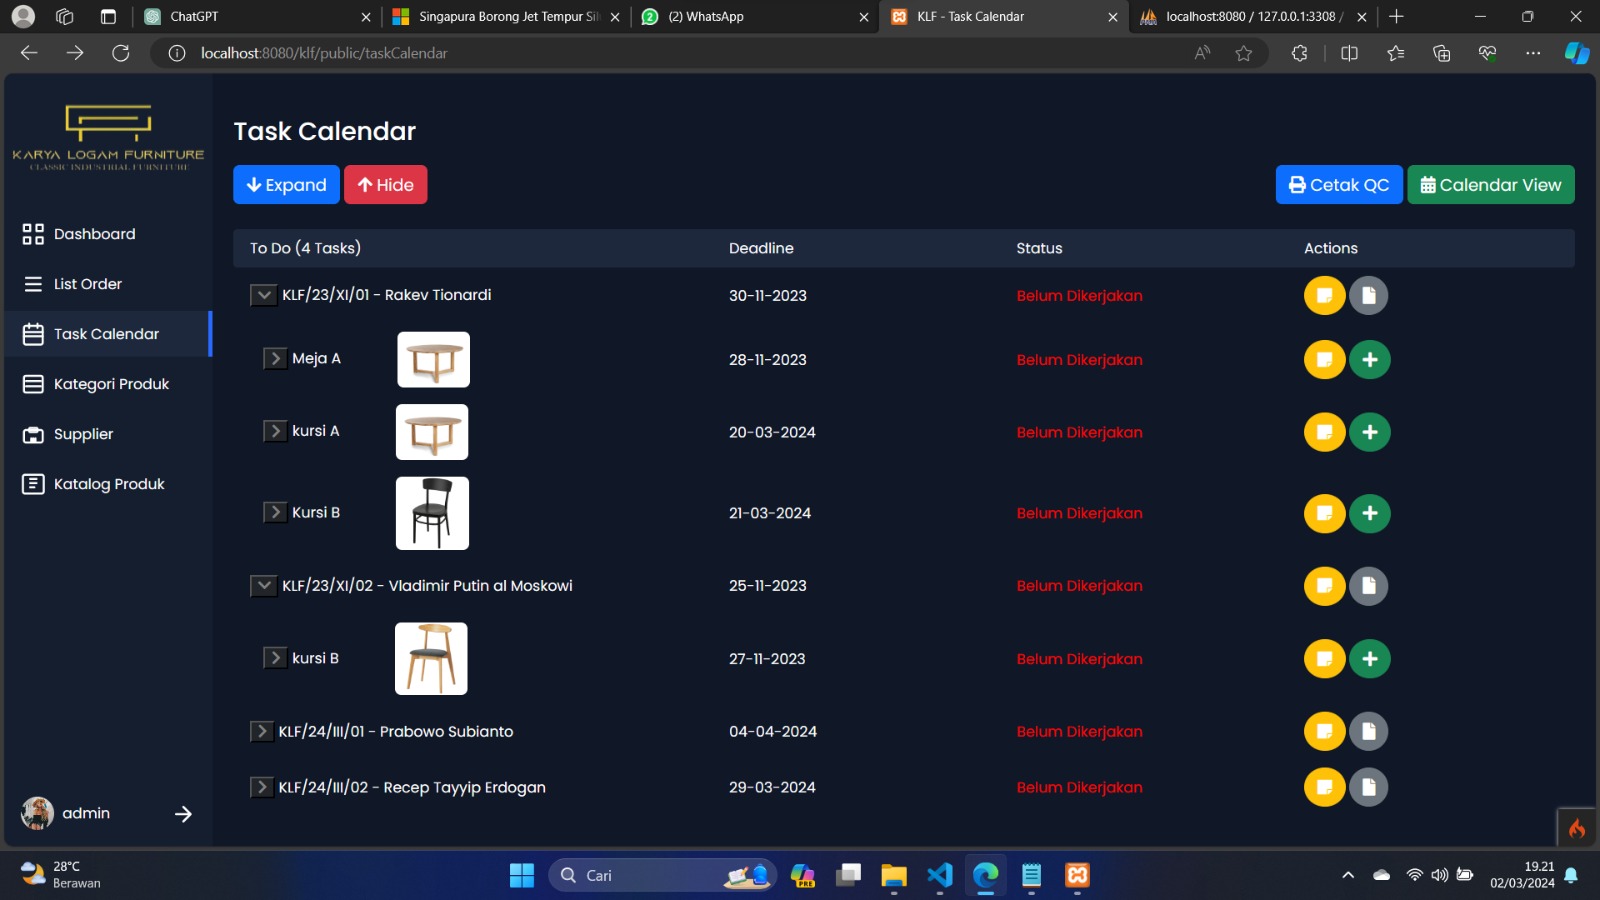 ChatGPT
Singapura Borong Jet Tempur Sil
(2) WhatsApp
KLF - Task Calendar
localhost:8080 / 127.0.0.1:3308 /
localhost:8080/klf/public/taskCalendar
KARYA LOGAM FURNITURE
CLASSIC INDUSTRIAL FURNITURE
Dashboard
List Order
Task Calendar
Kategori Produk
Supplier
Katalog Produk
admin
Task Calendar
Expand
Hide
Cetak QC
Calendar View
To Do (4 Tasks) Deadline Status Actions
KLF/23/XI/01 - Rakev Tionardi 30-11-2023 Belum Dikerjakan
Meja A 28-11-2023 Belum Dikerjakan
kursi A 20-03-2024 Belum Dikerjakan
Kursi B 21-03-2024 Belum Dikerjakan
KLF/23/XI/02 - Vladimir Putin al Moskowi 25-11-2023 Belum Dikerjakan
kursi B 27-11-2023 Belum Dikerjakan
KLF/24/III/01 - Prabowo Subianto 04-04-2024 Belum Dikerjakan
KLF/24/III/02 - Recep Tayyip Erdogan 29-03-2024 Belum Dikerjakan
28°C
Berawan
Cari
PRE
19.21
02/03/2024